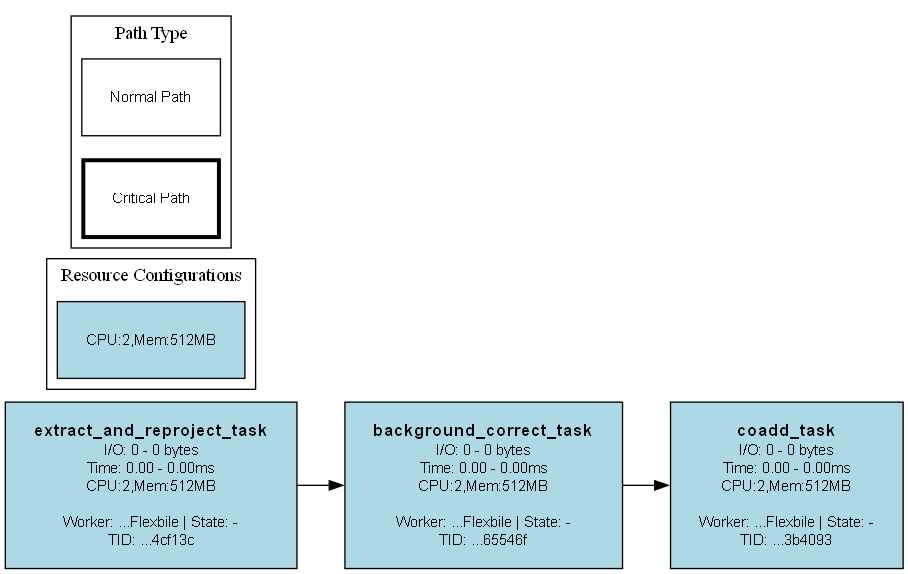 Path Type
Normal Path
Critical Path
Resource Configurations
CPU:2,Mem:512MB
extract_and_reproject_task
I/O: 0 - 0 bytes
Time: 0.00 - 0.00ms
CPU:2,Mem:512MB
Worker: ...Flexbile | State: -
TID: ...4cf13c
background_correct_task
I/O: 0 - 0 bytes
Time: 0.00 - 0.00ms
CPU:2,Mem:512MB
Worker: ...Flexbile | State: -
TID: ...65546f
coadd_task
I/O: 0 - 0 bytes
Time: 0.00 - 0.00ms
CPU:2,Mem:512MB
Worker: ...Flexbile | State: -
TID: ...3b4093